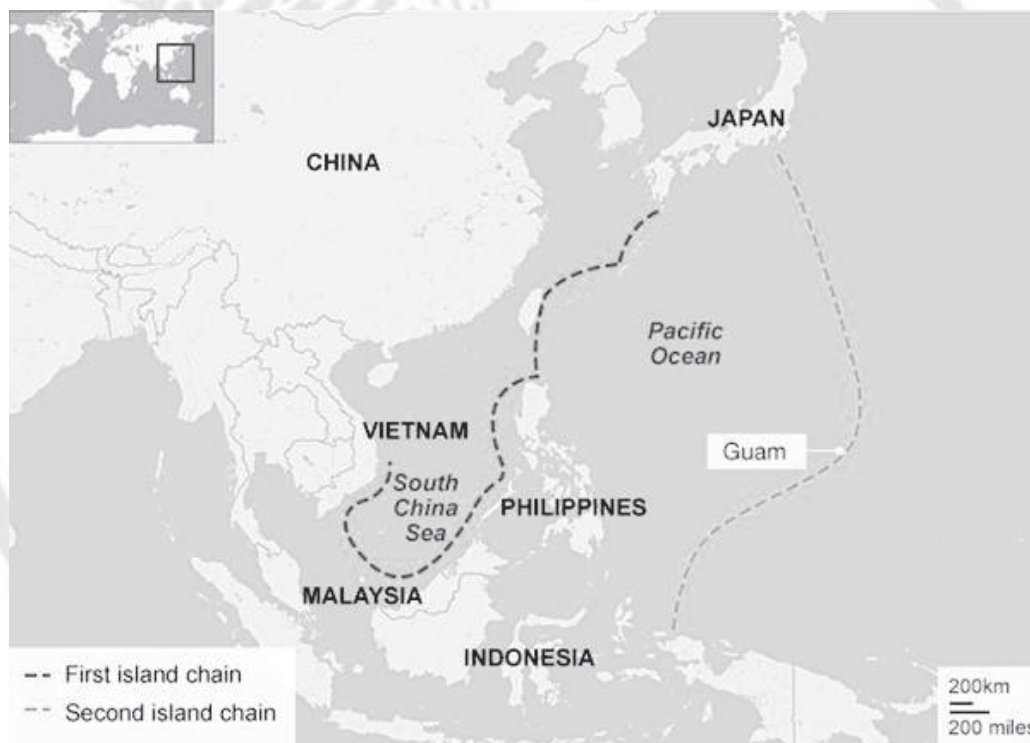 JAPAN
CHINA
Pacific
Ocean
VIETNAM
Guam
South
China
Sea
PHILIPPINES
MALAYSIA
INDONESIA
First island chain
Second island chain
200km
200 miles